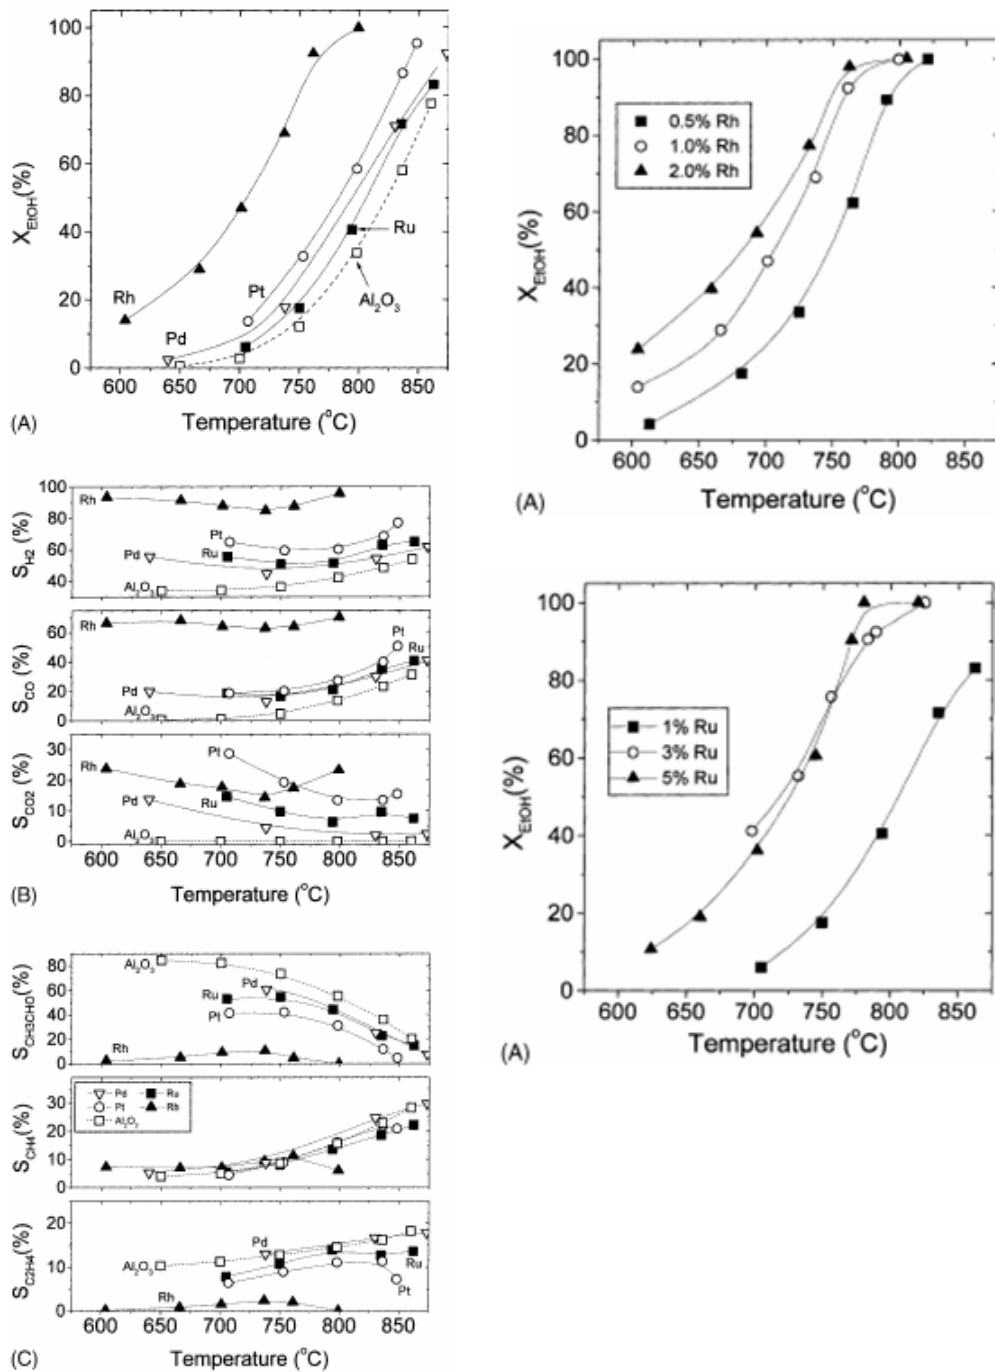 100
80
60
40
20
0
X_EtOH(%)
Rh
Pd
Pt
Ru
Al₂O₃
600 650 700 750 800 850
Temperature (°C)
(A)
100
80
60
40
S_H2 (%)
Rh
Pt
Pd
Ru
Al₂O₃
60
40
20
0
S_CO (%)
Rh
Pt
Ru
Pd
Al₂O₃
30
20
10
0
S_CO2 (%)
Pt
Rh
Pd
Ru
Al₂O₃
600 650 700 750 800 850
Temperature (°C)
(B)
80
60
40
20
0
S_CH3CHO(%)
Al₂O₃
Pd
Ru
Pt
Rh
30
20
10
0
S_CH4(%)
Pd Ru
Pt Rh
Al₂O₃
20
10
0
S_C2H4(%)
Pd
Al₂O₃
Ru
Rh
Pt
600 650 700 750 800 850
Temperature (°C)
(C)
100
80
60
40
20
0
X_EtOH(%)
0.5% Rh
1.0% Rh
2.0% Rh
600 650 700 750 800 850
Temperature (°C)
(A)
100
80
60
40
20
0
X_EtOH(%)
1% Ru
3% Ru
5% Ru
600 650 700 750 800 850
Temperature (°C)
(A)